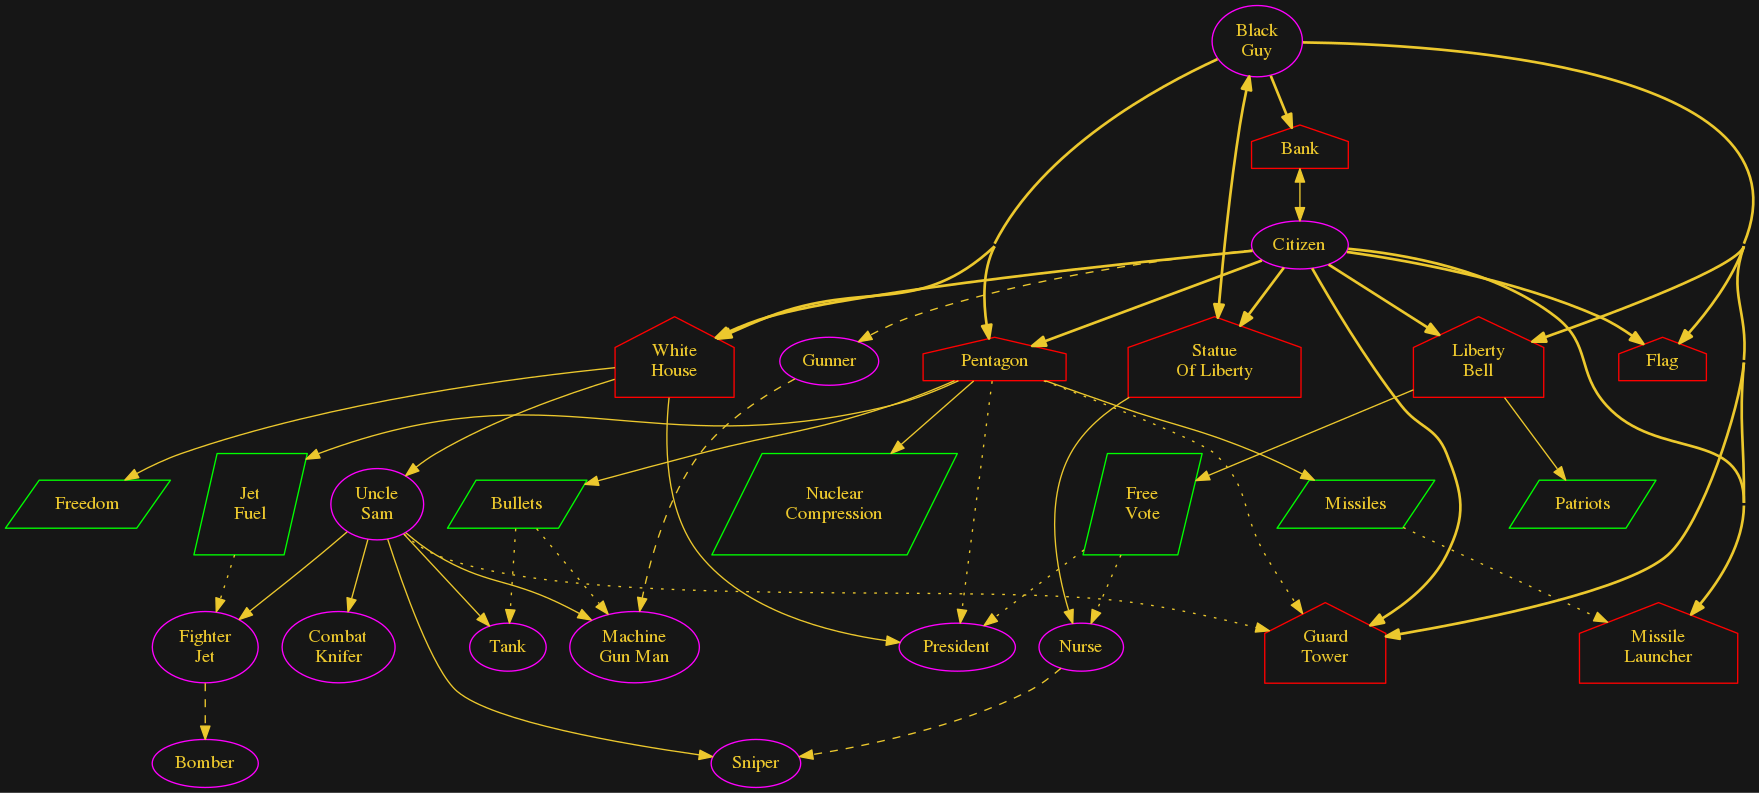 Black
Guy
Bank
Citizen
White
House
Gunner
Pentagon
Statue
Of Liberty
Liberty
Bell
Flag
Freedom
Jet
Fuel
Uncle
Sam
Bullets
Nuclear
Compression
Free
Vote
Missiles
Patriots
Fighter
Jet
Combat
Knifer
Tank
Machine
Gun Man
President
Nurse
Guard
Tower
Missile
Launcher
Bomber
Sniper